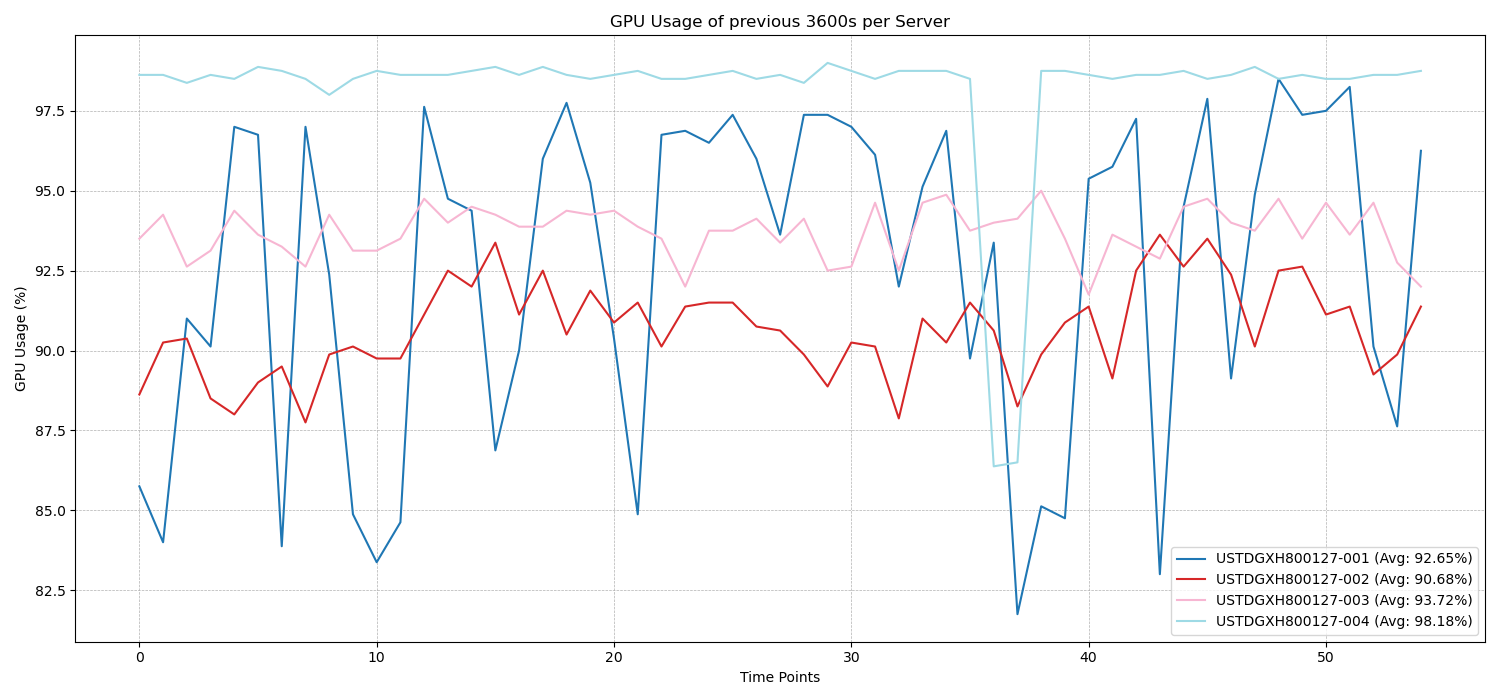 GPU Usage of previous 3600s per Server
GPU Usage (%)
97.5
95.0
92.5
90.0
87.5
85.0
82.5
0 10 20 30 40 50
Time Points
USTDGXH800127-001 (Avg: 92.65%)
USTDGXH800127-002 (Avg: 90.68%)
USTDGXH800127-003 (Avg: 93.72%)
USTDGXH800127-004 (Avg: 98.18%)